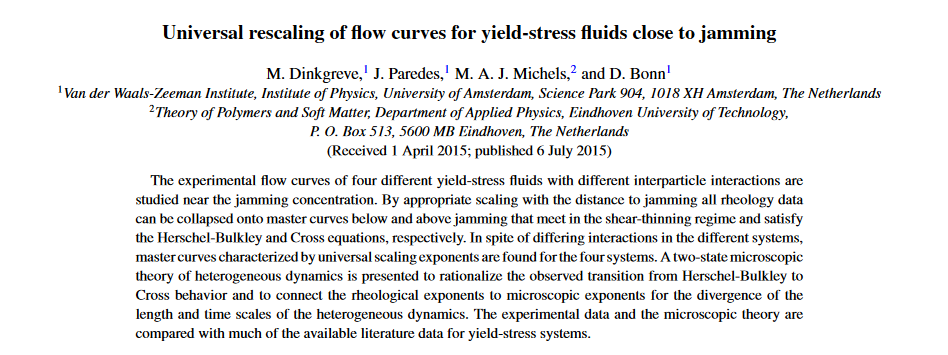 Universal rescaling of flow curves for yield-stress fluids close to jamming
M. Dinkgreve,1 J. Paredes,1 M. A. J. Michels,2 and D. Bonn1
1Van der Waals-Zeeman Institute, Institute of Physics, University of Amsterdam, Science Park 904, 1018 XH Amsterdam, The Netherlands
2Theory of Polymers and Soft Matter, Department of Applied Physics, Eindhoven University of Technology,
P. O. Box 513, 5600 MB Eindhoven, The Netherlands
(Received 1 April 2015; published 6 July 2015)
The experimental flow curves of four different yield-stress fluids with different interparticle interactions are
studied near the jamming concentration. By appropriate scaling with the distance to jamming all rheology data
can be collapsed onto master curves below and above jamming that meet in the shear-thinning regime and satisfy
the Herschel-Bulkley and Cross equations, respectively. In spite of differing interactions in the different systems,
master curves characterized by universal scaling exponents are found for the four systems. A two-state microscopic
theory of heterogeneous dynamics is presented to rationalize the observed transition from Herschel-Bulkley to
Cross behavior and to connect the rheological exponents to microscopic exponents for the divergence of the
length and time scales of the heterogeneous dynamics. The experimental data and the microscopic theory are
compared with much of the available literature data for yield-stress systems.